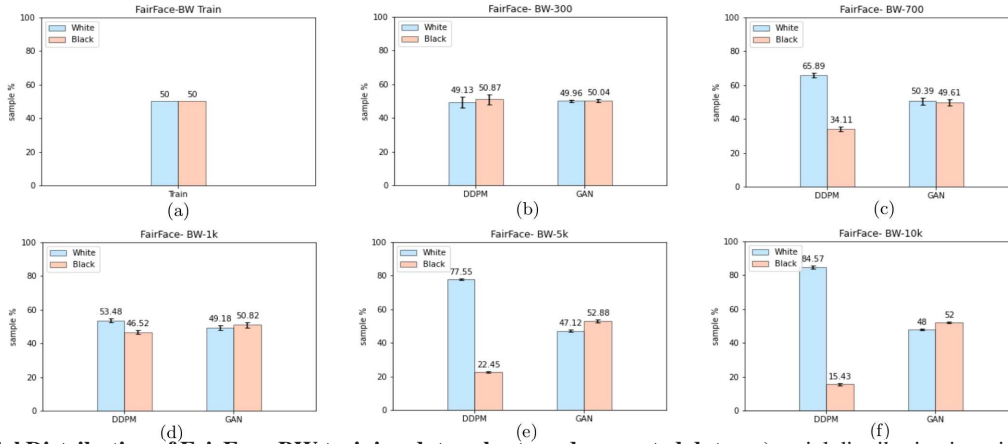 FairFace-BW Train
100
80
60
40
20
0
sample %
White
Black
50
50
Train
(a)
FairFace- BW-300
100
80
60
40
20
0
sample %
White
Black
49.13
50.87
49.96
50.04
DDPM
GAN
(b)
FairFace- BW-700
100
80
60
40
20
0
sample %
White
Black
65.89
34.11
50.39
49.61
DDPM
GAN
(c)
FairFace- BW-1k
100
80
60
40
20
0
sample %
White
Black
53.48
46.52
49.18
50.82
DDPM
GAN
(d)
FairFace- BW-5k
100
80
60
40
20
0
sample %
White
Black
77.55
22.45
47.12
52.88
DDPM
GAN
(e)
FairFace- BW-10k
100
80
60
40
20
0
sample %
White
Black
84.57
15.43
48
52
DDPM
GAN
(f)